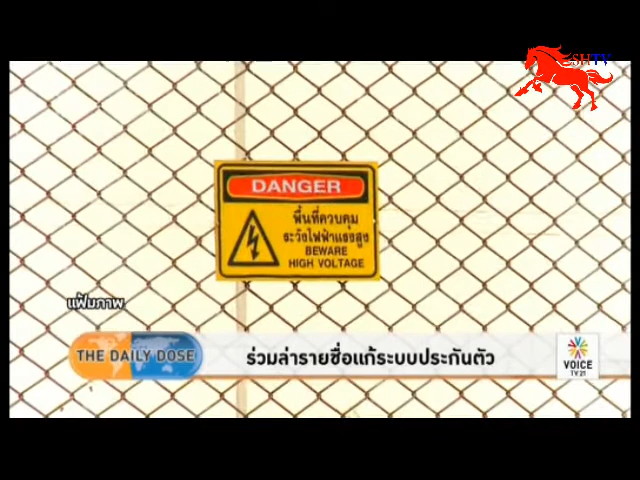 SHTV
DANGER
พื้นที่ควบคุม
ระวังไฟฟ้าแรงสูง
BEWARE
HIGH VOLTAGE
แฟ้มภาพ
THE DAILY DOSE
ร่วมล่ารายชื่อแก้ระบบประกันตัว
VOICE
TV 21